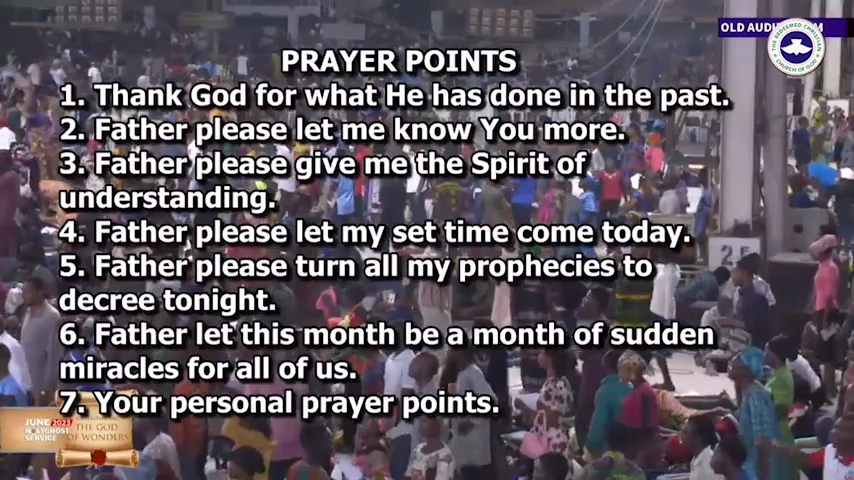 OLD AUDI
M
THE REDEEMED CHRISTIAN
CHURCH OF GOD
PRAYER POINTS
1. Thank God for what He has done in the past.
2. Father please let me know You more.
3. Father please give me the Spirit of
understanding.
4. Father please let my set time come today.
5. Father please turn all my prophecies to
decree tonight.
6. Father let this month be a month of sudden
miracles for all of us.
7. Your personal prayer points.
JUNE 2023
HOLYGHOST
SERVICE
THE GOD
OF WONDERS